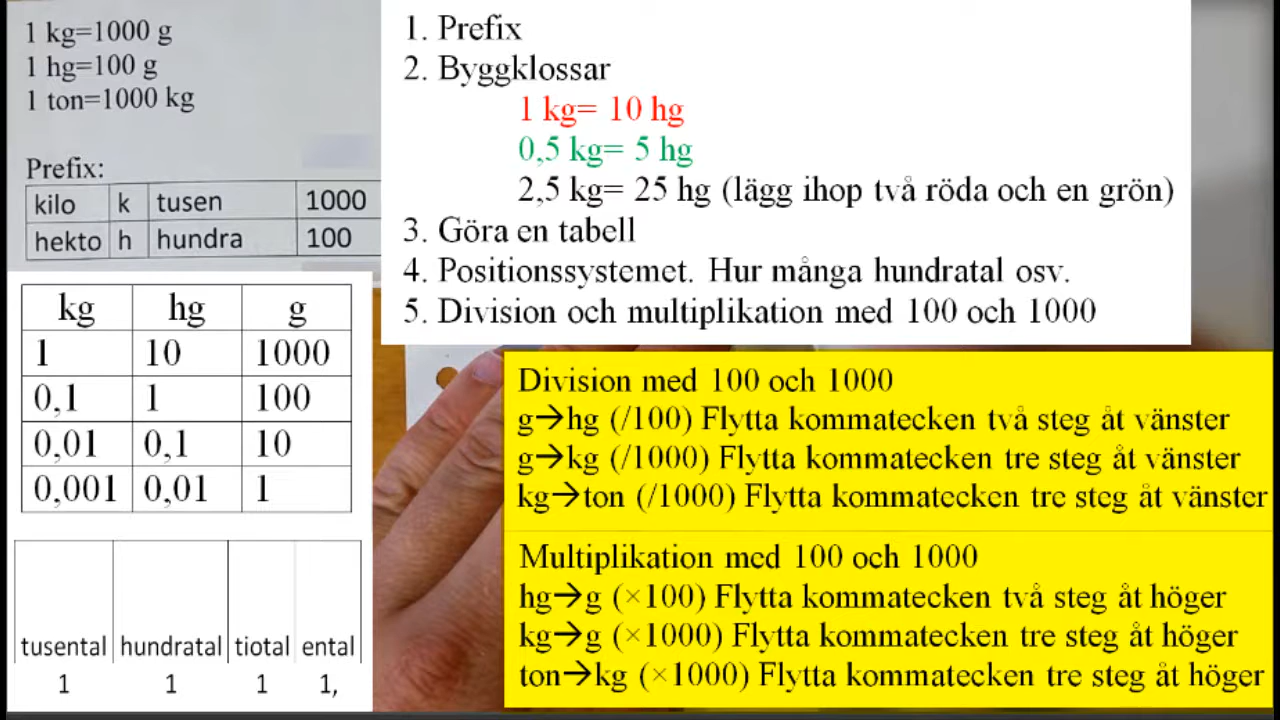 1 kg=1000 g
1 hg=100 g
1 ton=1000 kg
Prefix:
kilo k tusen 1000
hekto h hundra 100
1. Prefix
2. Byggklossar
1 kg= 10 hg
0,5 kg= 5 hg
2,5 kg= 25 hg (lägg ihop två röda och en grön)
3. Göra en tabell
4. Positionssystemet. Hur många hundratal osv.
5. Division och multiplikation med 100 och 1000
kg hg g
1 10 1000
0,1 1 100
0,01 0,1 10
0,001 0,01 1
tusental hundratal tiotal ental
1 1 1 1,
Division med 100 och 1000
g→hg (/100) Flytta kommatecken två steg åt vänster
g→kg (/1000) Flytta kommatecken tre steg åt vänster
kg→ton (/1000) Flytta kommatecken tre steg åt vänster
Multiplikation med 100 och 1000
hg→g (×100) Flytta kommatecken två steg åt höger
kg→g (×1000) Flytta kommatecken tre steg åt höger
ton→kg (×1000) Flytta kommatecken tre steg åt höger